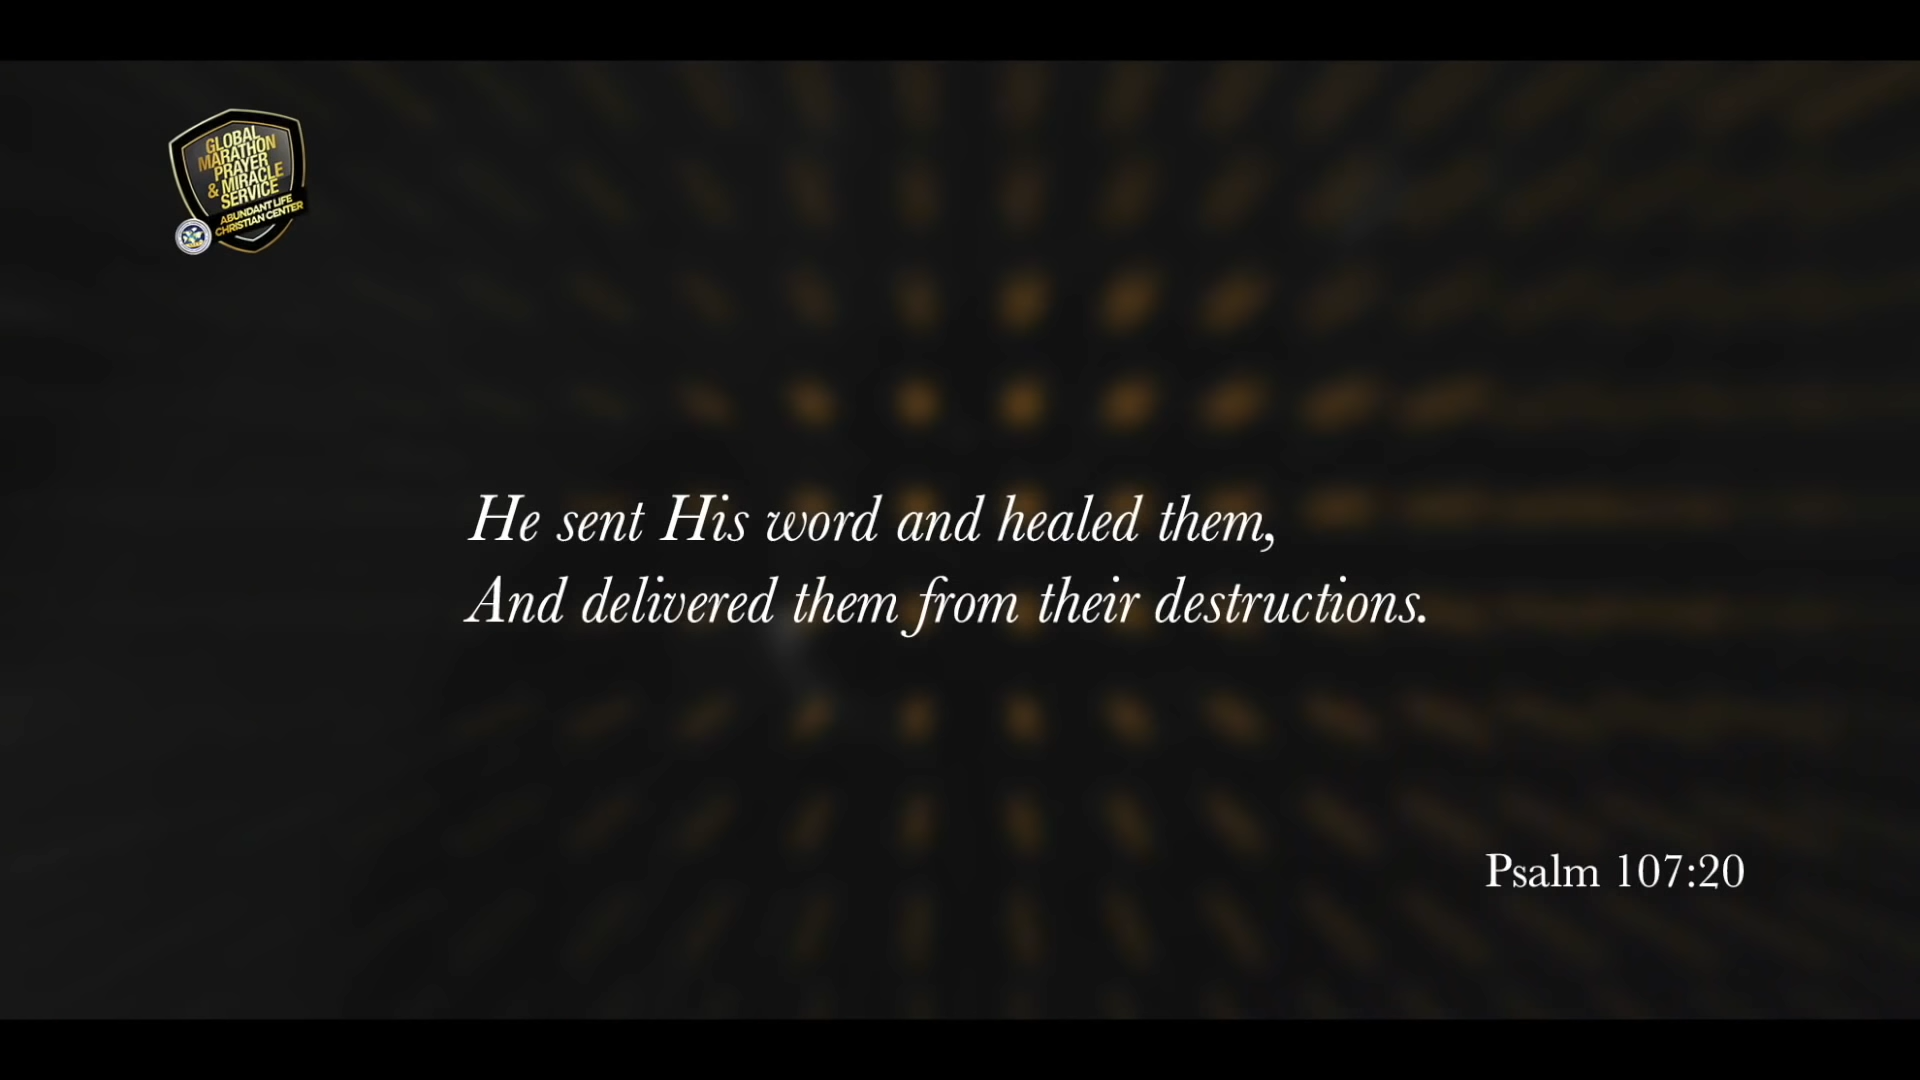 GLOBAL
MARATHON
PRAYER
& MIRACLE
SERVICE
ABUNDANT LIFE
CHRISTIAN CENTER
He sent His word and healed them,
And delivered them from their destructions.
Psalm 107:20